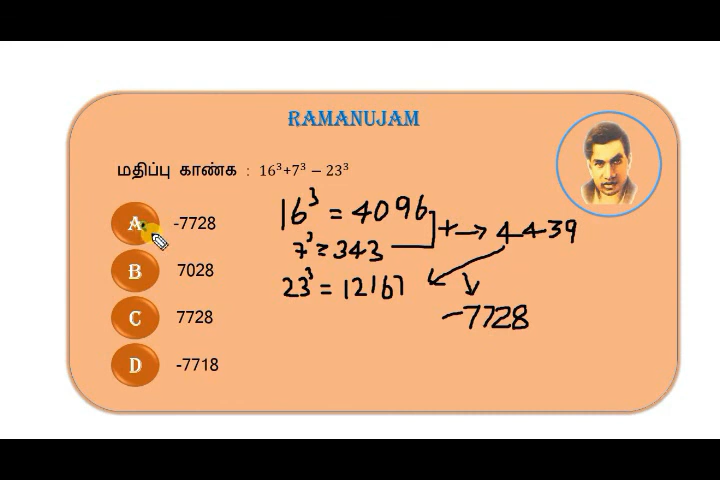 RAMANUJAM
மதிப்பு காண்க : 16³+7³ − 23³
A -7728
B 7028
C 7728
D -7718
16³ = 4096
7³ = 343
+ → 4439
23³ = 12167
-7728